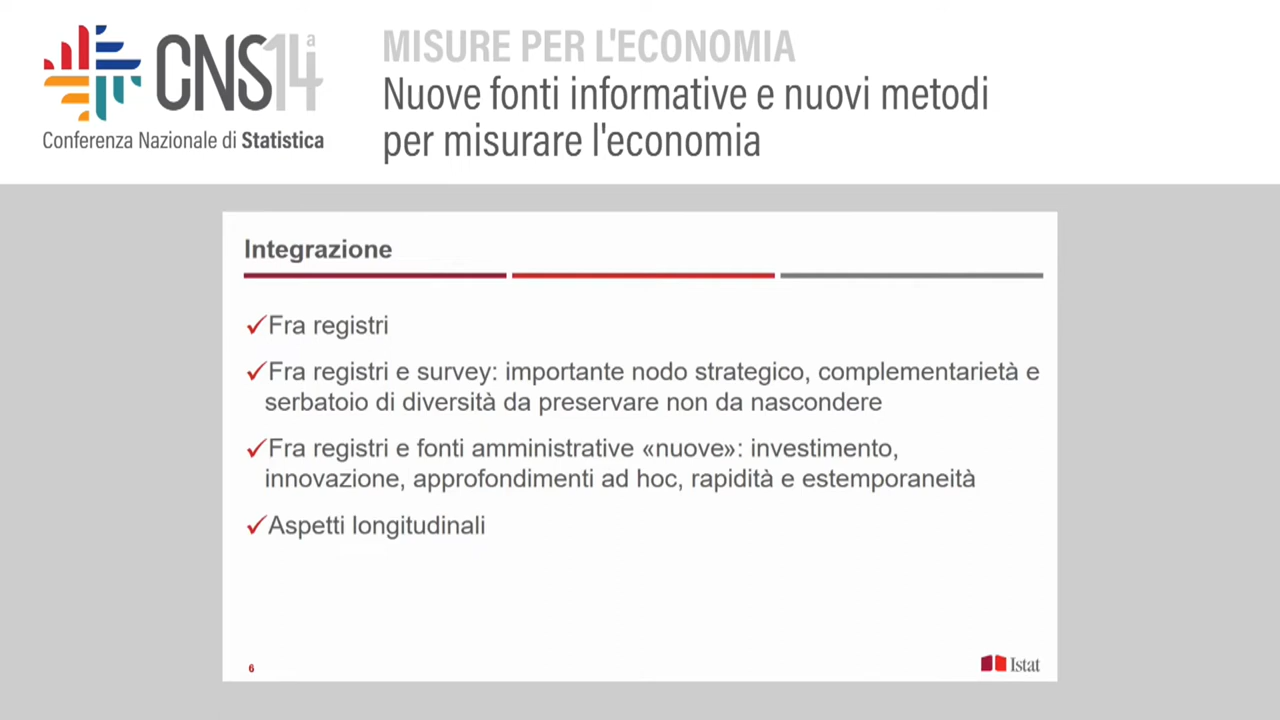 CNS14ª
Conferenza Nazionale di Statistica
MISURE PER L'ECONOMIA
Nuove fonti informative e nuovi metodi
per misurare l'economia
Integrazione
✓Fra registri
✓Fra registri e survey: importante nodo strategico, complementarietà e
serbatoio di diversità da preservare non da nascondere
✓Fra registri e fonti amministrative «nuove»: investimento,
innovazione, approfondimenti ad hoc, rapidità e estemporaneità
✓Aspetti longitudinali
6
Istat